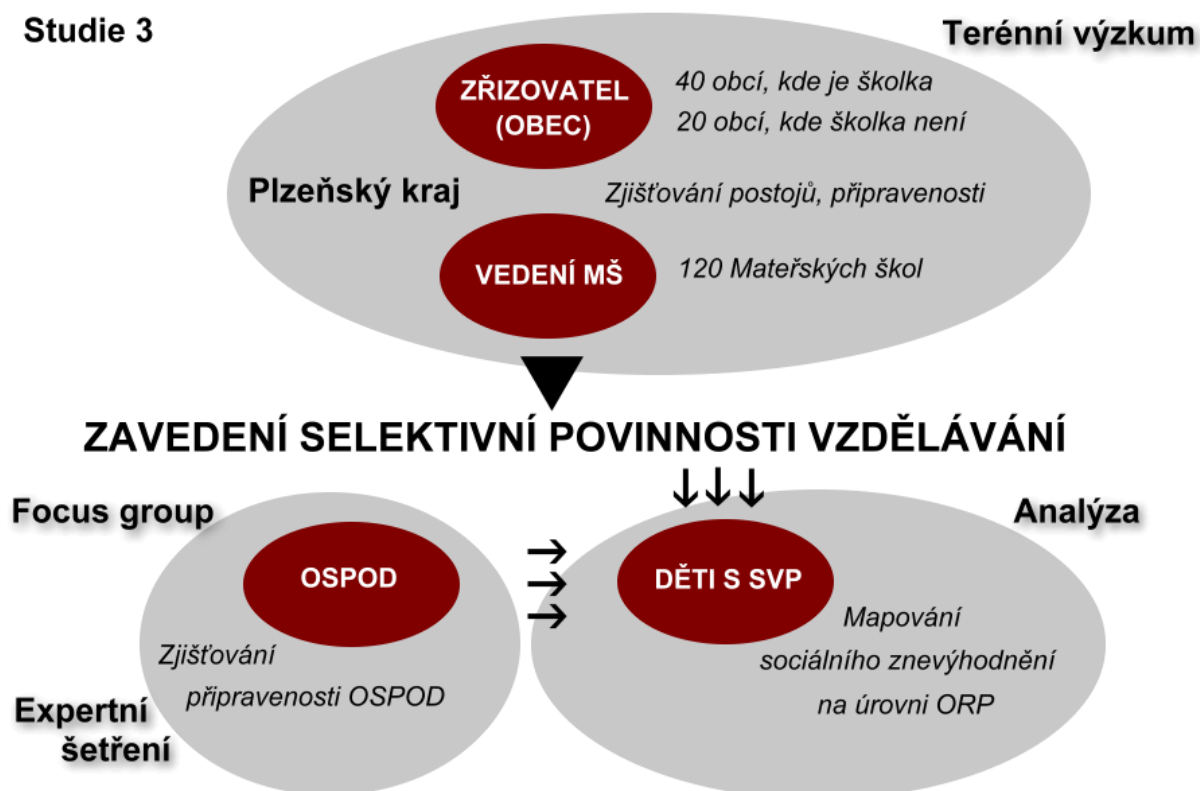 Studie 3
Terénní výzkum
ZŘIZOVATEL
(OBEC)
40 obcí, kde je školka
20 obcí, kde školka není
Plzeňský kraj
Zjišťování postojů, připravenosti
VEDENÍ MŠ
120 Mateřských škol
ZAVEDENÍ SELEKTIVNÍ POVINNOSTI VZDĚLÁVÁNÍ
Focus group
OSPOD
Zjišťování
připravenosti OSPOD
Expertní
šetření
Analýza
DĚTI S SVP
Mapování
sociálního znevýhodnění
na úrovni ORP